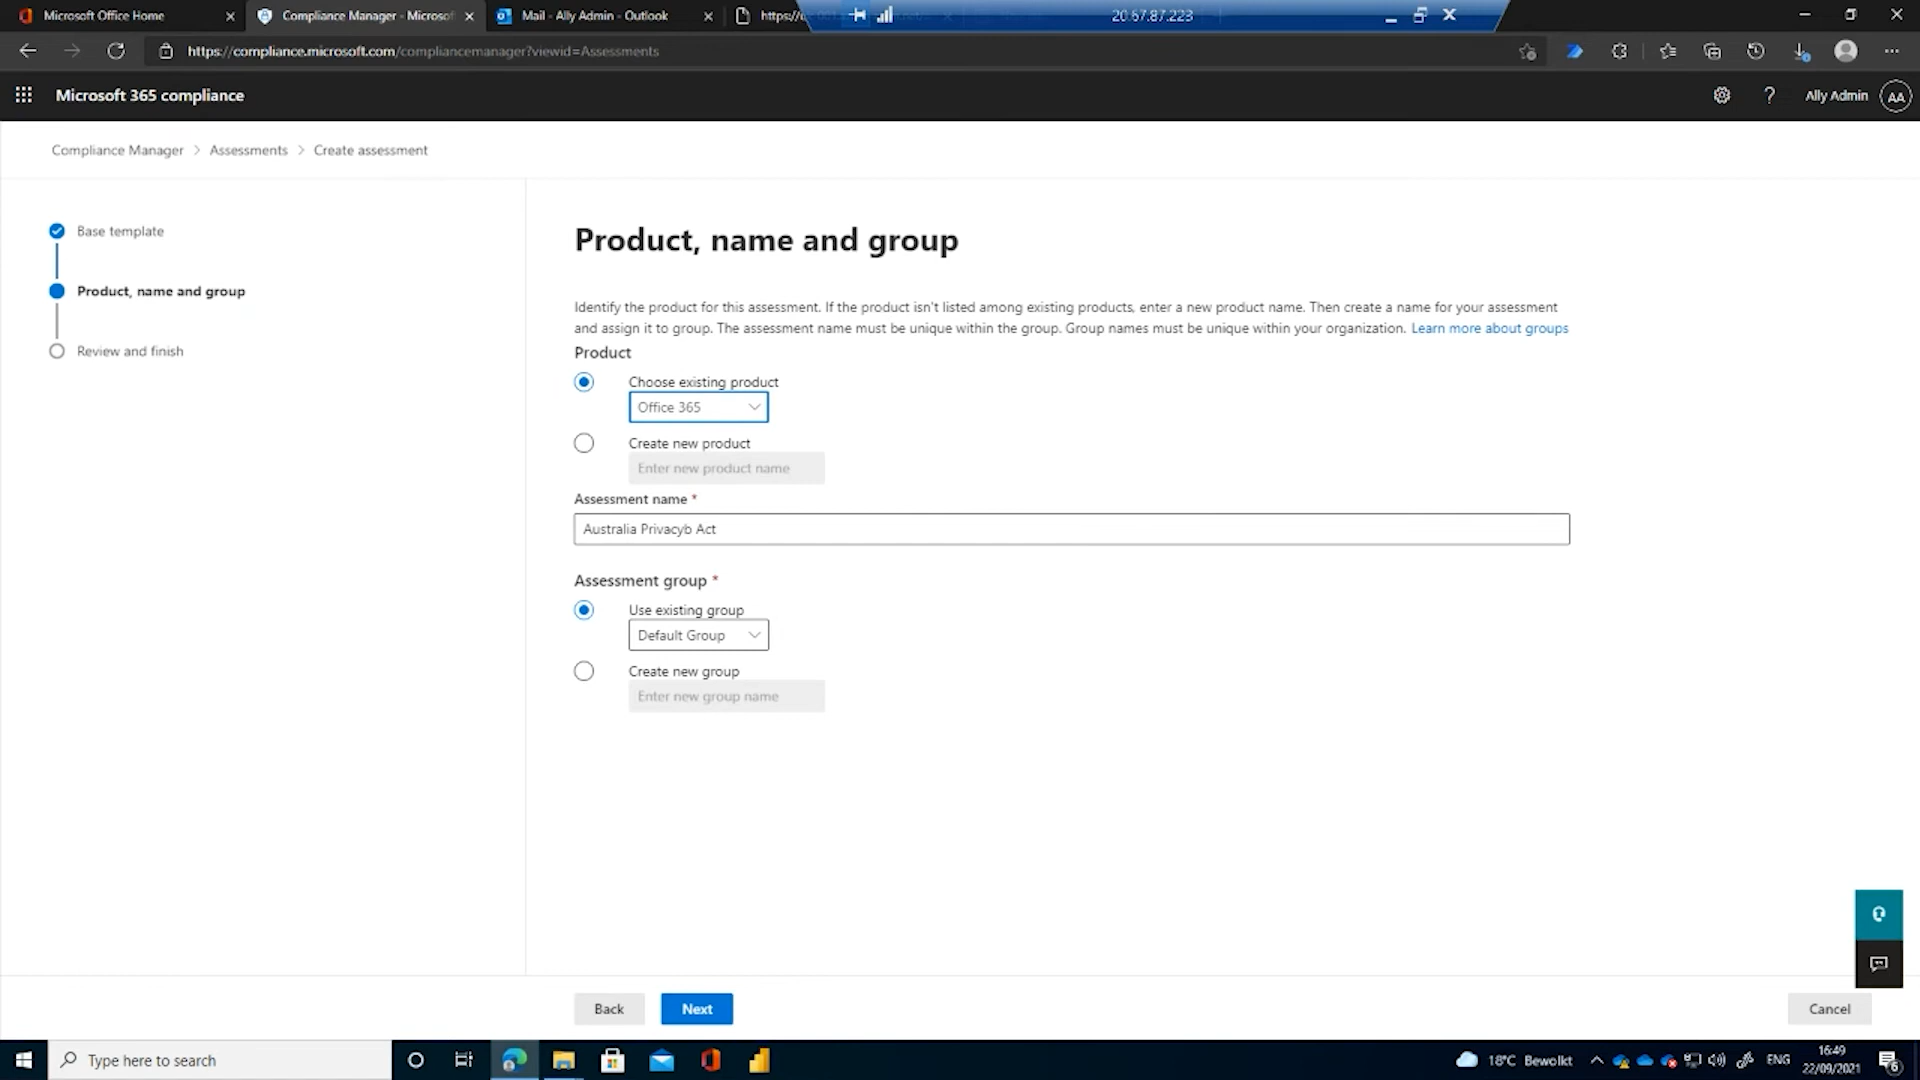 Microsoft Office Home
Compliance Manager - Microsof
Mail - Ally Admin - Outlook
20.67.87.223
https://compliance.microsoft.com/compliancemanager?viewid=Assessments
Microsoft 365 compliance
Ally Admin
AA
Compliance Manager > Assessments > Create assessment
Base template
Product, name and group
Review and finish
Product, name and group
Identify the product for this assessment. If the product isn't listed among existing products, enter a new product name. Then create a name for your assessment
and assign it to group. The assessment name must be unique within the group. Group names must be unique within your organization. Learn more about groups
Product
Choose existing product
Office 365
Create new product
Enter new product name
Assessment name *
Australia Privacyb Act
Assessment group *
Use existing group
Default Group
Create new group
Enter new group name
Back
Next
Cancel
Type here to search
18°C Bewolkt
ENG
16:49
22/09/2021
6